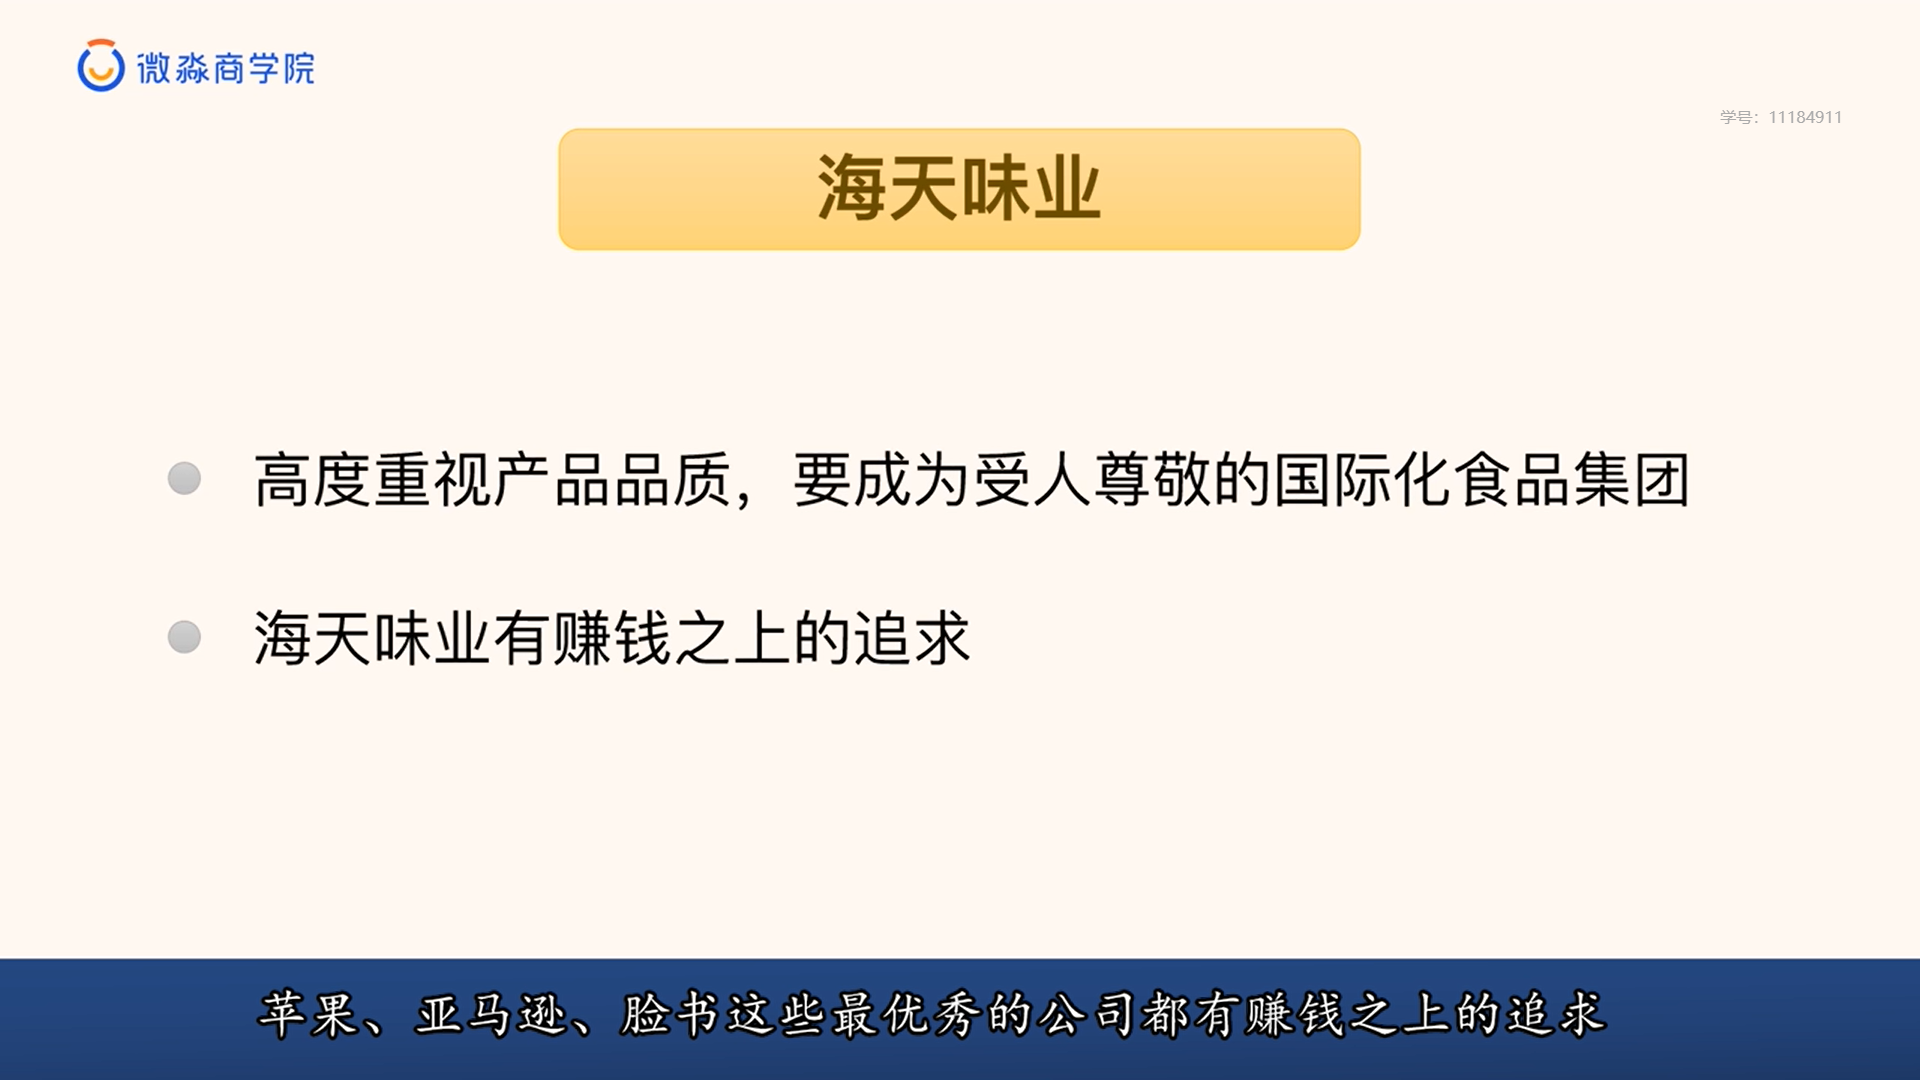 微淼商学院
学号：11184911
海天味业
高度重视产品品质，要成为受人尊敬的国际化食品集团
海天味业有赚钱之上的追求
苹果、亚马逊、脸书这些最优秀的公司都有赚钱之上的追求